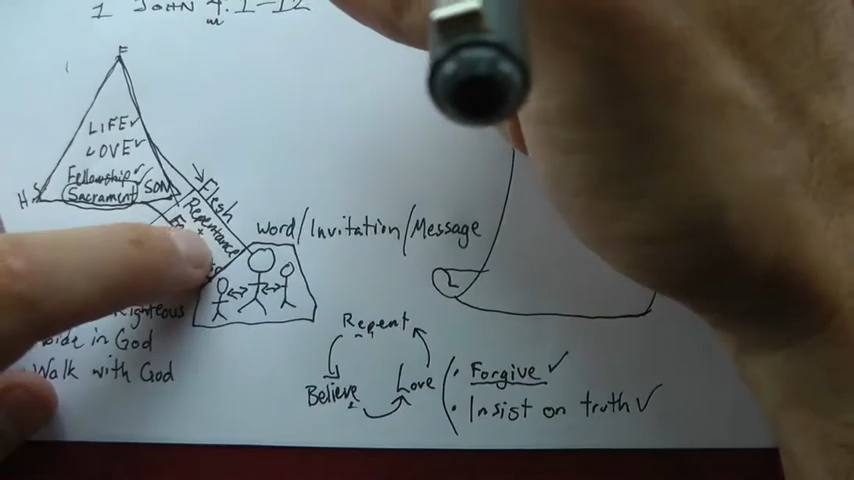 1 JOHN 4:1-12
F
LIFE✓
LOVE✓
Fellowship✓
Sacrament
SON
H S
Flesh
Repentance
Word/Invitation/Message
Righteous
Abide in God
Walk with God
Repent
Believe
Love
• Forgive ✓
• Insist on truth ✓